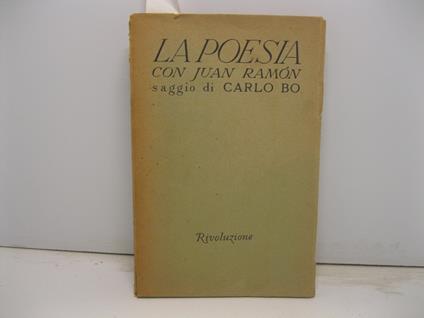 LA POESIA
CON JUAN RAMÓN
saggio di CARLO BO
Rivoluzione